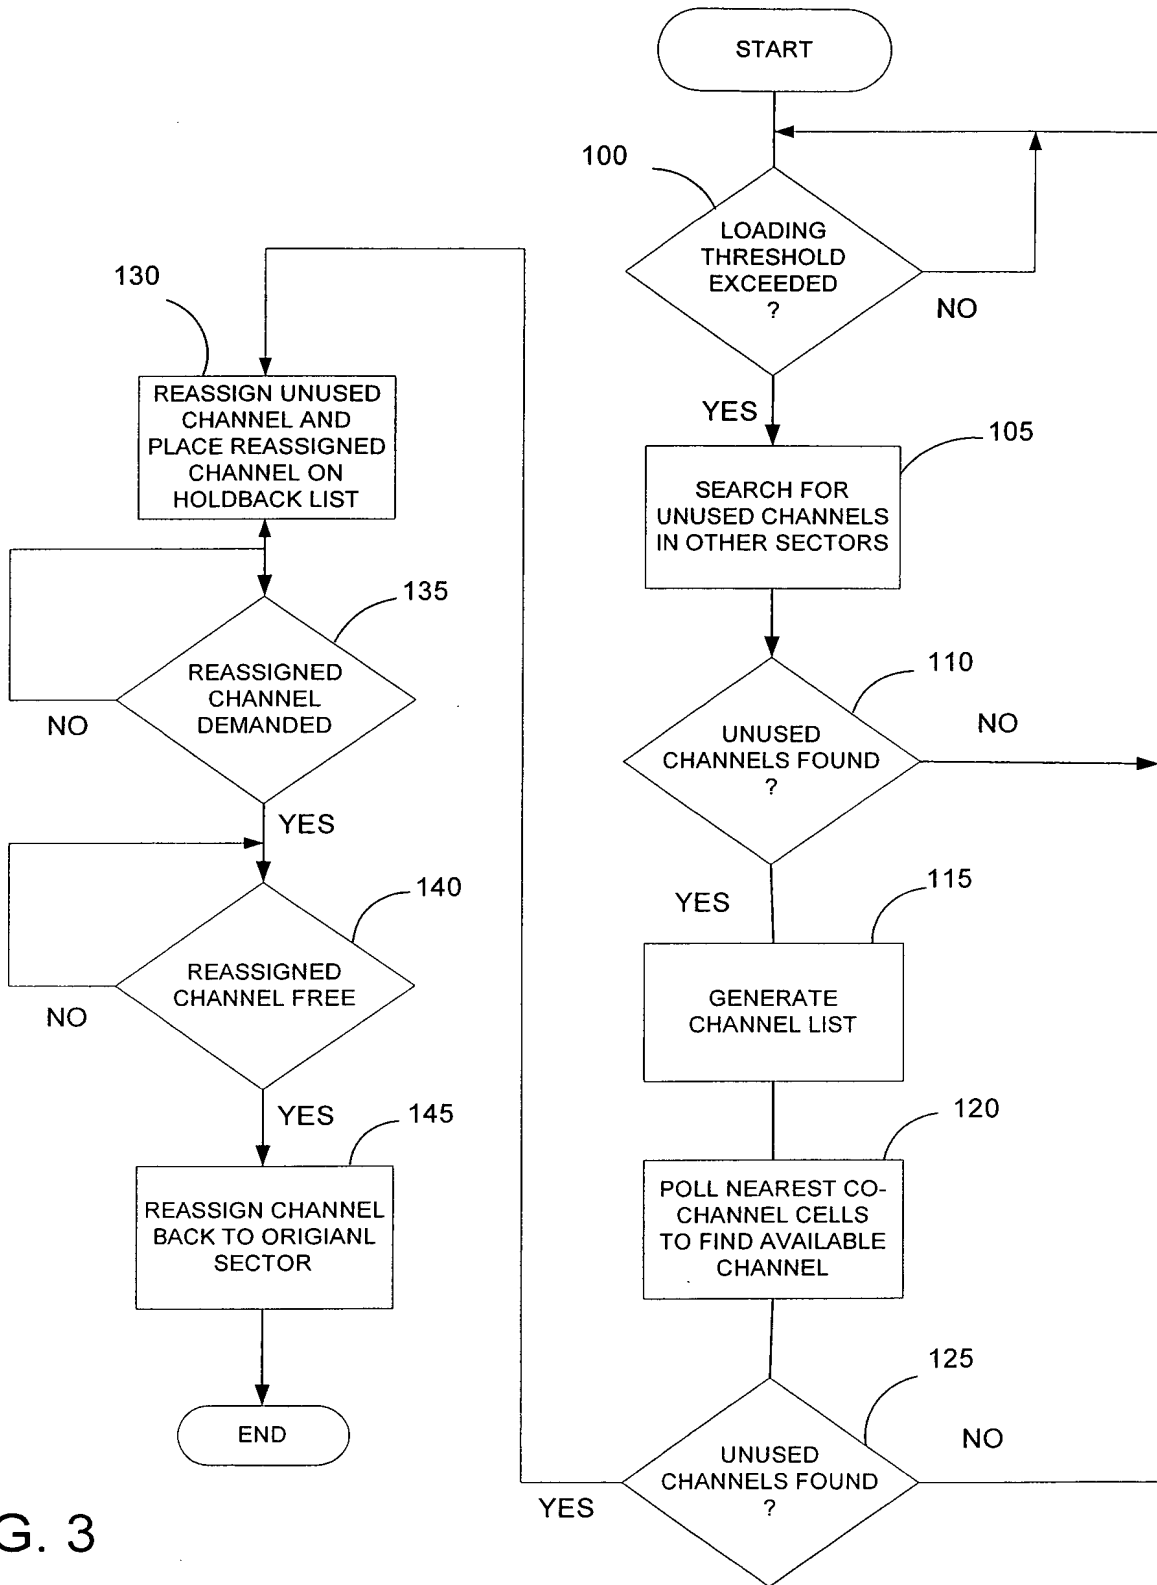 START
100
LOADING
THRESHOLD
EXCEEDED
?
NO
YES
105
SEARCH FOR
UNUSED CHANNELS
IN OTHER SECTORS
110
UNUSED
CHANNELS FOUND
?
NO
YES
115
GENERATE
CHANNEL LIST
120
POLL NEAREST CO-
CHANNEL CELLS
TO FIND AVAILABLE
CHANNEL
125
UNUSED
CHANNELS FOUND
?
NO
YES
130
REASSIGN UNUSED
CHANNEL AND
PLACE REASSIGNED
CHANNEL ON
HOLDBACK LIST
135
REASSIGNED
CHANNEL
DEMANDED
NO
YES
140
REASSIGNED
CHANNEL FREE
NO
YES
145
REASSIGN CHANNEL
BACK TO ORIGIANL
SECTOR
END
G. 3